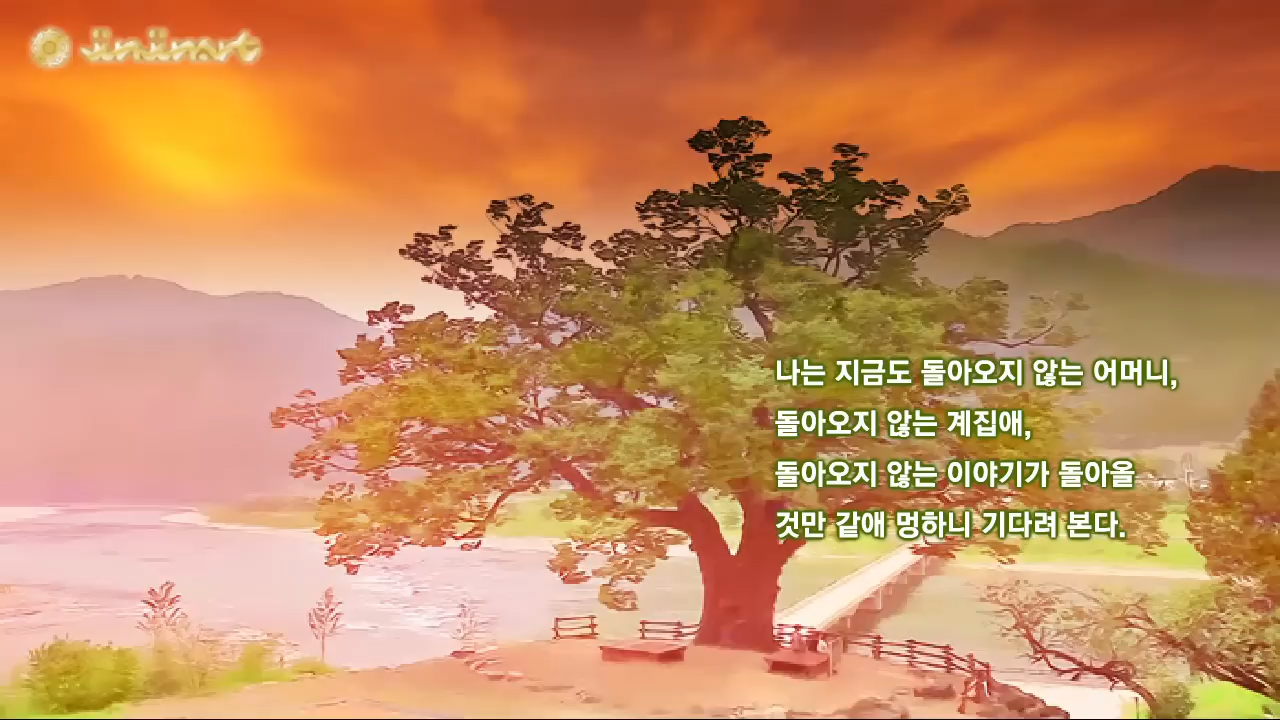 jinjinart
나는 지금도 돌아오지 않는 어머니,
돌아오지 않는 계집애,
돌아오지 않는 이야기가 돌아올
것만 같애 멍하니 기다려 본다.